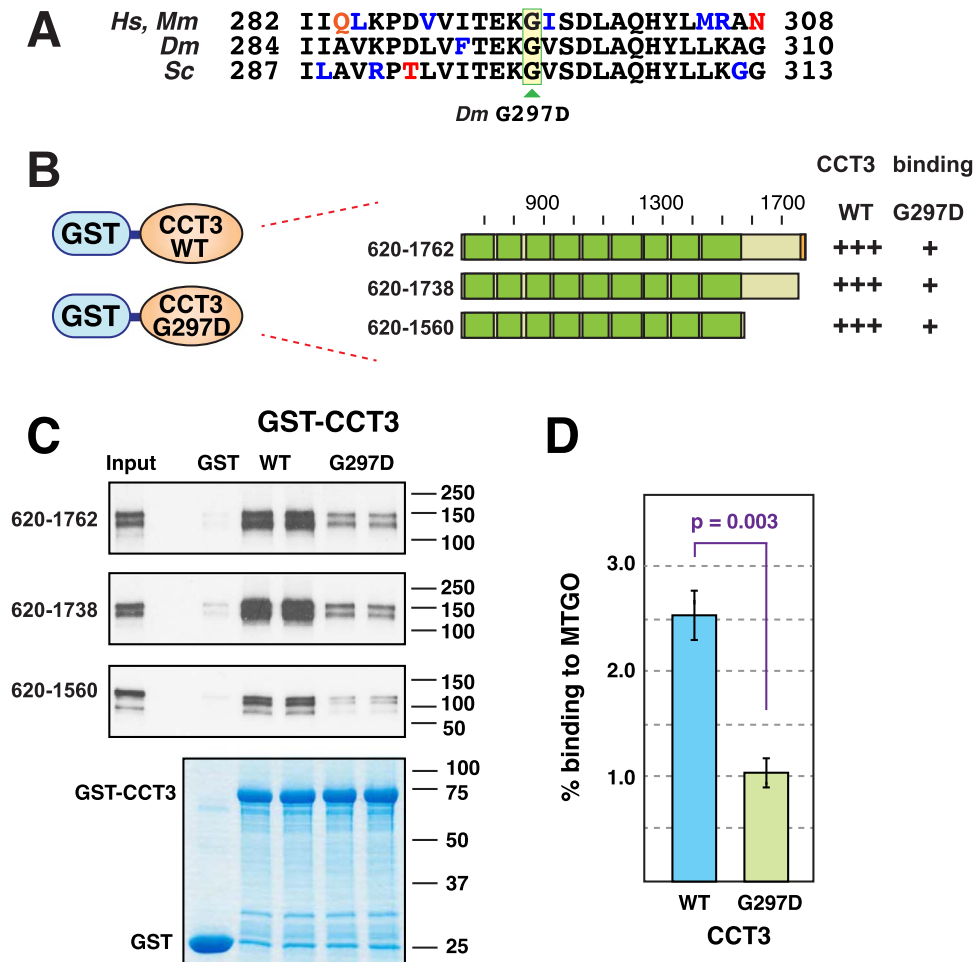 A
Hs, Mm 282 IIQLKPDVVITEKGISDLAQHYLMRAN 308
Dm 284 IIAVKPDLVFTEKGVSDLAQHYLLKAG 310
Sc 287 ILAVRPTLVITEKGVSDLAQHYLLKGG 313
Dm G297D
B
CCT3 binding
900 1300 1700 WT G297D
GST CCT3 WT
620-1762 +++ +
620-1738 +++ +
GST CCT3 G297D
620-1560 +++ +
C
GST-CCT3
Input GST WT G297D
620-1762
250
150
100
620-1738
250
150
100
620-1560
150
100
50
GST-CCT3
GST
100
75
50
37
25
D
p = 0.003
% binding to MTGO
3.0
2.0
1.0
WT G297D
CCT3